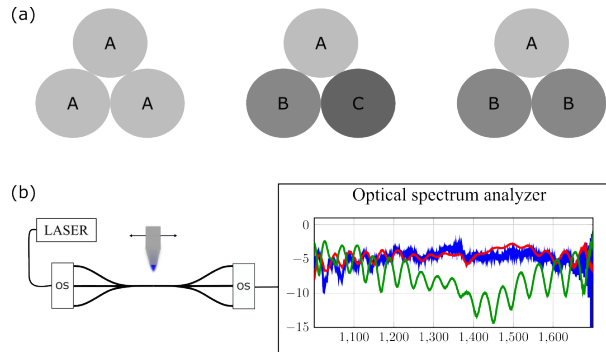 (a)
A
A
A
A
B
C
A
B
B
(b)
LASER
OS
OS
Optical spectrum analyzer
0
−5
−10
−15
1,100
1,200
1,300
1,400
1,500
1,600